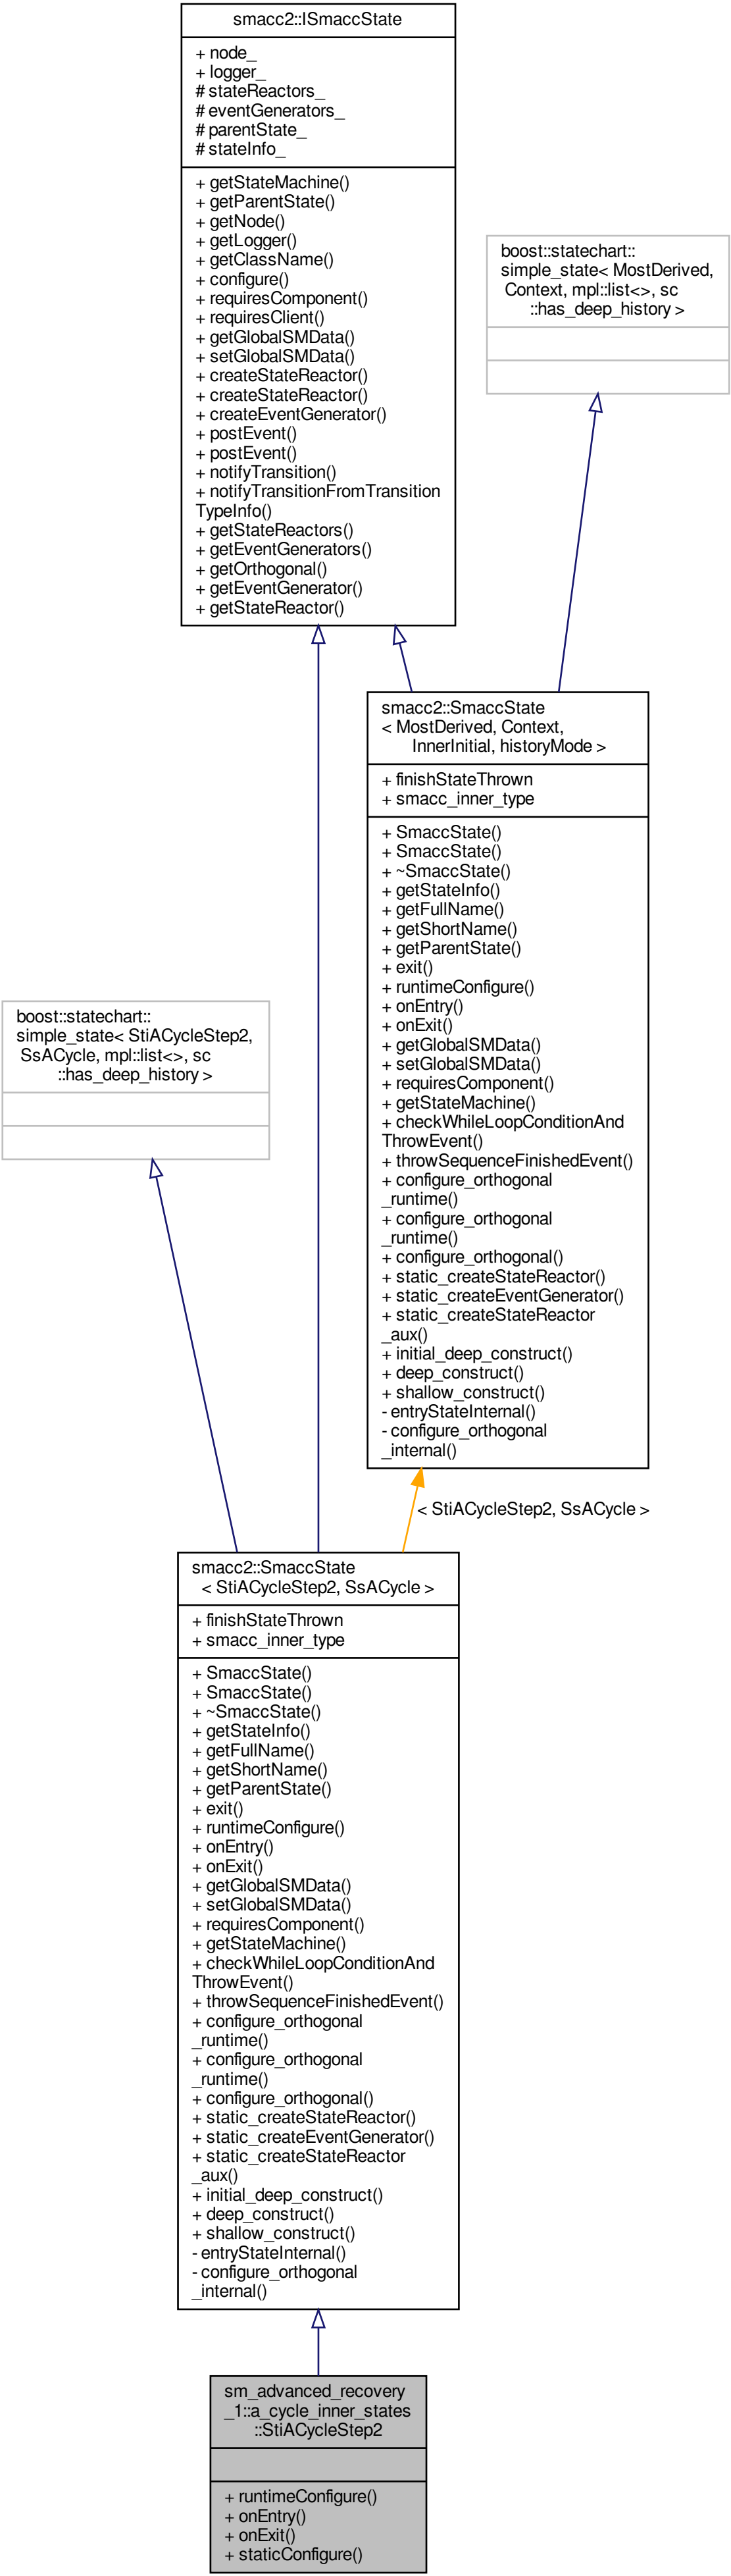 smacc2::ISmaccState
+ node_
+ logger_
# stateReactors_
# eventGenerators_
# parentState_
# stateInfo_
+ getStateMachine()
+ getParentState()
+ getNode()
+ getLogger()
+ getClassName()
+ configure()
+ requiresComponent()
+ requiresClient()
+ getGlobalSMData()
+ setGlobalSMData()
+ createStateReactor()
+ createStateReactor()
+ createEventGenerator()
+ postEvent()
+ postEvent()
+ notifyTransition()
+ notifyTransitionFromTransition
TypeInfo()
+ getStateReactors()
+ getEventGenerators()
+ getOrthogonal()
+ getEventGenerator()
+ getStateReactor()
boost::statechart::
simple_state< MostDerived,
Context, mpl::list<>, sc
::has_deep_history >
smacc2::SmaccState
< MostDerived, Context,
InnerInitial, historyMode >
+ finishStateThrown
+ smacc_inner_type
+ SmaccState()
+ SmaccState()
+ ~SmaccState()
+ getStateInfo()
+ getFullName()
+ getShortName()
+ getParentState()
+ exit()
+ runtimeConfigure()
+ onEntry()
+ onExit()
+ getGlobalSMData()
+ setGlobalSMData()
+ requiresComponent()
+ getStateMachine()
+ checkWhileLoopConditionAnd
ThrowEvent()
+ throwSequenceFinishedEvent()
+ configure_orthogonal
_runtime()
+ configure_orthogonal
_runtime()
+ configure_orthogonal()
+ static_createStateReactor()
+ static_createEventGenerator()
+ static_createStateReactor
_aux()
+ initial_deep_construct()
+ deep_construct()
+ shallow_construct()
- entryStateInternal()
- configure_orthogonal
_internal()
boost::statechart::
simple_state< StiACycleStep2,
SsACycle, mpl::list<>, sc
::has_deep_history >
< StiACycleStep2, SsACycle >
smacc2::SmaccState
< StiACycleStep2, SsACycle >
+ finishStateThrown
+ smacc_inner_type
+ SmaccState()
+ SmaccState()
+ ~SmaccState()
+ getStateInfo()
+ getFullName()
+ getShortName()
+ getParentState()
+ exit()
+ runtimeConfigure()
+ onEntry()
+ onExit()
+ getGlobalSMData()
+ setGlobalSMData()
+ requiresComponent()
+ getStateMachine()
+ checkWhileLoopConditionAnd
ThrowEvent()
+ throwSequenceFinishedEvent()
+ configure_orthogonal
_runtime()
+ configure_orthogonal
_runtime()
+ configure_orthogonal()
+ static_createStateReactor()
+ static_createEventGenerator()
+ static_createStateReactor
_aux()
+ initial_deep_construct()
+ deep_construct()
+ shallow_construct()
- entryStateInternal()
- configure_orthogonal
_internal()
sm_advanced_recovery
_1::a_cycle_inner_states
::StiACycleStep2
+ runtimeConfigure()
+ onEntry()
+ onExit()
+ staticConfigure()